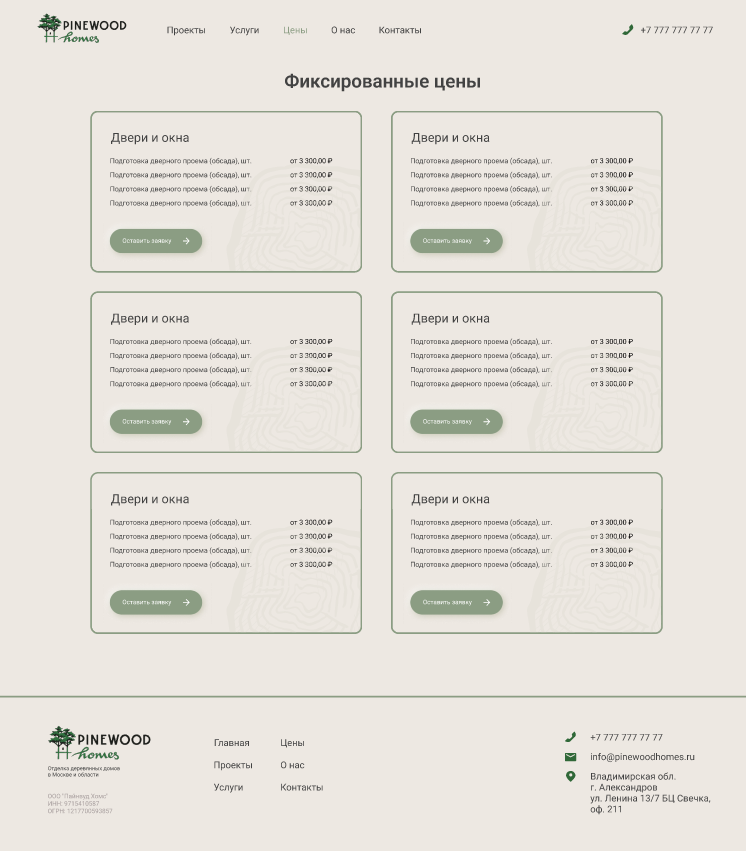 PINEWOOD
homes
Проекты Услуги Цены О нас Контакты
+7 777 777 77 77
Фиксированные цены
Двери и окна
Подготовка дверного проема (обсада), шт. от 3 300,00 ₽
Подготовка дверного проема (обсада), шт. от 3 300,00 ₽
Подготовка дверного проема (обсада), шт. от 3 300,00 ₽
Подготовка дверного проема (обсада), шт. от 3 300,00 ₽
Оставить заявку
Двери и окна
Подготовка дверного проема (обсада), шт. от 3 300,00 ₽
Подготовка дверного проема (обсада), шт. от 3 300,00 ₽
Подготовка дверного проема (обсада), шт. от 3 300,00 ₽
Подготовка дверного проема (обсада), шт. от 3 300,00 ₽
Оставить заявку
Двери и окна
Подготовка дверного проема (обсада), шт. от 3 300,00 ₽
Подготовка дверного проема (обсада), шт. от 3 300,00 ₽
Подготовка дверного проема (обсада), шт. от 3 300,00 ₽
Подготовка дверного проема (обсада), шт. от 3 300,00 ₽
Оставить заявку
Двери и окна
Подготовка дверного проема (обсада), шт. от 3 300,00 ₽
Подготовка дверного проема (обсада), шт. от 3 300,00 ₽
Подготовка дверного проема (обсада), шт. от 3 300,00 ₽
Подготовка дверного проема (обсада), шт. от 3 300,00 ₽
Оставить заявку
Двери и окна
Подготовка дверного проема (обсада), шт. от 3 300,00 ₽
Подготовка дверного проема (обсада), шт. от 3 300,00 ₽
Подготовка дверного проема (обсада), шт. от 3 300,00 ₽
Подготовка дверного проема (обсада), шт. от 3 300,00 ₽
Оставить заявку
Двери и окна
Подготовка дверного проема (обсада), шт. от 3 300,00 ₽
Подготовка дверного проема (обсада), шт. от 3 300,00 ₽
Подготовка дверного проема (обсада), шт. от 3 300,00 ₽
Подготовка дверного проема (обсада), шт. от 3 300,00 ₽
Оставить заявку
PINEWOOD
homes
Отделка деревянных домов
в Москве и области
ООО "Пайнвуд Хомс"
ИНН: 9715410587
ОГРН: 1217700593857
Главная Цены
Проекты О нас
Услуги Контакты
+7 777 777 77 77
info@pinewoodhomes.ru
Владимирская обл.
г. Александров
ул. Ленина 13/7 БЦ Свечка,
оф. 211